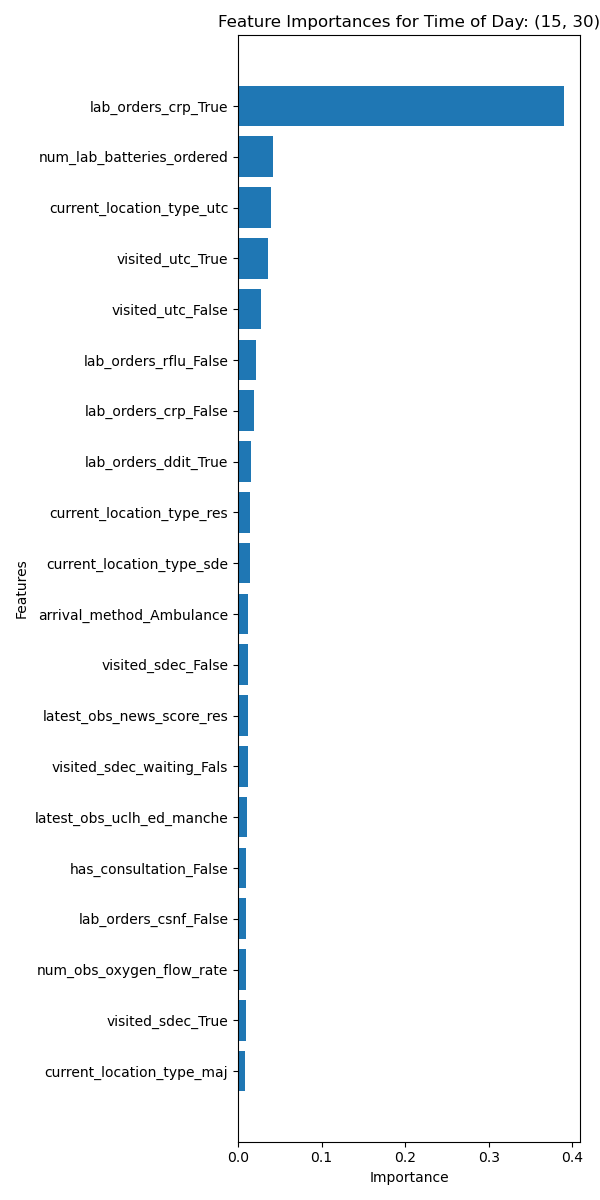 Feature Importances for Time of Day: (15, 30)
lab_orders_crp_True
num_lab_batteries_ordered
current_location_type_utc
visited_utc_True
visited_utc_False
lab_orders_rflu_False
lab_orders_crp_False
lab_orders_ddit_True
current_location_type_res
current_location_type_sde
arrival_method_Ambulance
visited_sdec_False
latest_obs_news_score_res
visited_sdec_waiting_Fals
latest_obs_uclh_ed_manche
has_consultation_False
lab_orders_csnf_False
num_obs_oxygen_flow_rate
visited_sdec_True
current_location_type_maj
Features
0.0 0.1 0.2 0.3 0.4
Importance